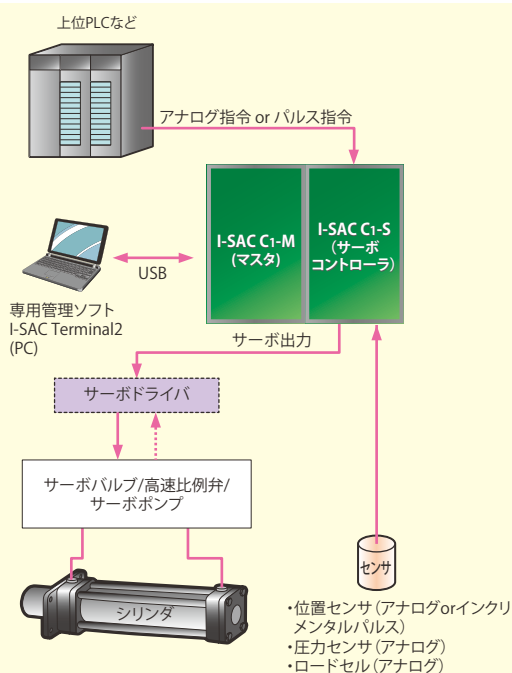 上位PLCなど
アナログ指令 or パルス指令
I-SAC C1-M
(マスタ)
I-SAC C1-S
(サーボ
コントローラ)
USB
専用管理ソフト
I-SAC Terminal2
(PC)
サーボ出力
サーボドライバ
サーボバルブ/高速比例弁/
サーボポンプ
シリンダ
センサ
・位置センサ(アナログorインクリ
メンタルパルス)
・圧力センサ(アナログ)
・ロードセル(アナログ)